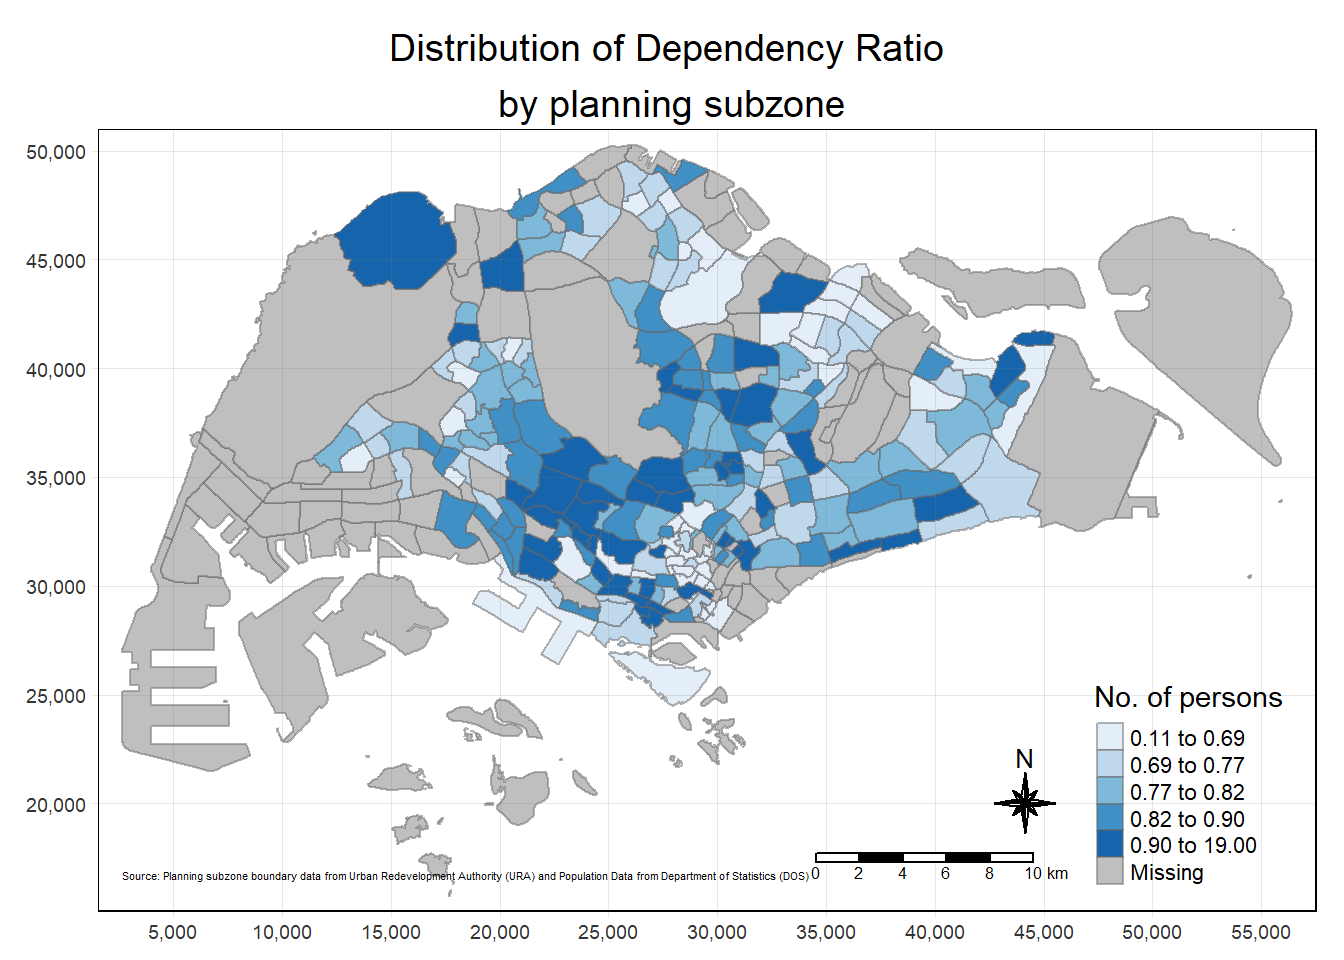 Distribution of Dependency Ratio
by planning subzone
50,000
45,000
40,000
35,000
30,000
25,000
20,000
No. of persons
0.11 to 0.69
0.69 to 0.77
0.77 to 0.82
0.82 to 0.90
0.90 to 19.00
Missing
N
0 2 4 6 8 10 km
Source: Planning subzone boundary data from Urban Redevelopment Authority (URA) and Population Data from Department of Statistics (DOS)
5,000 10,000 15,000 20,000 25,000 30,000 35,000 40,000 45,000 50,000 55,000